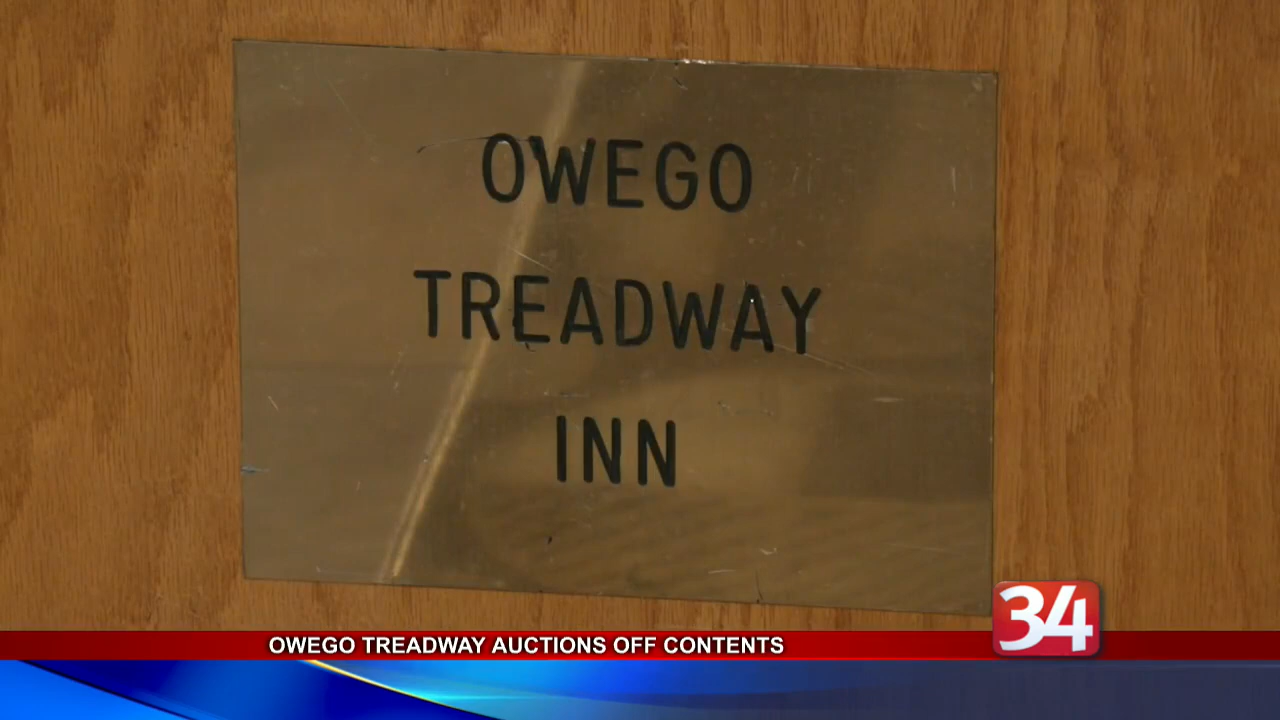 OWEGO
TREADWAY
INN
34
OWEGO TREADWAY AUCTIONS OFF CONTENTS